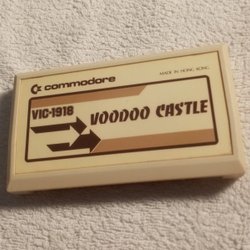 commodore
MADE IN HONG KONG
VIC-1918
VOODOO CASTLE